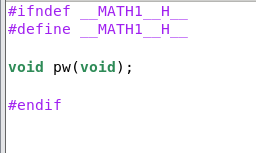 #ifndef __MATH1__H__
#define __MATH1__H__
void pw(void);
#endif